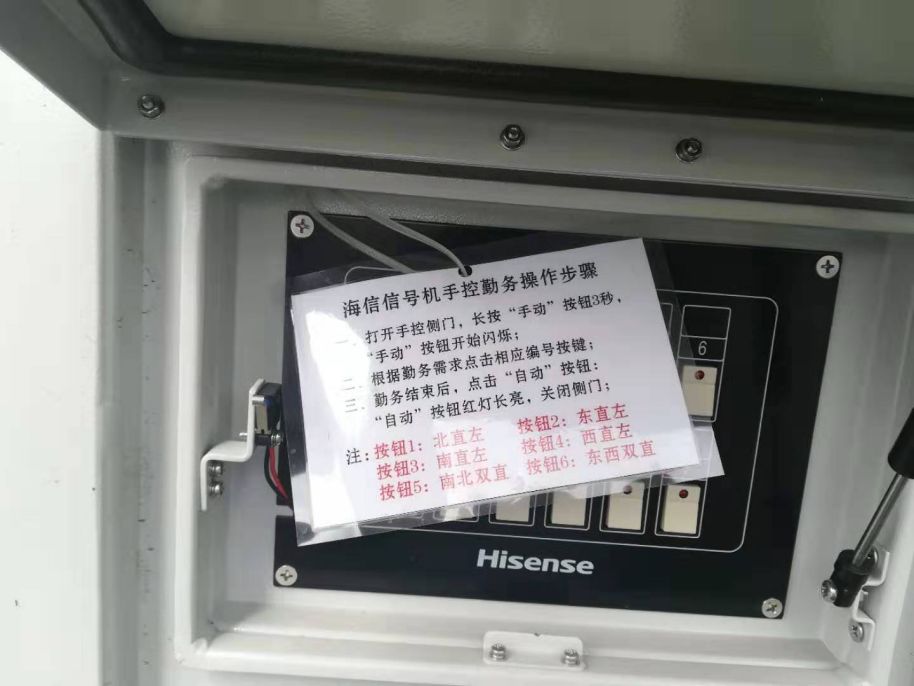 海信信号机手控勤务操作步骤
一、打开手控侧门，长按“手动”按钮3秒，
“手动”按钮开始闪烁；
二、根据勤务需求点击相应编号按键；
三、勤务结束后，点击“自动”按钮：
“自动”按钮红灯长亮，关闭侧门；
注：按钮1：北直左 按钮2：东直左
按钮3：南直左 按钮4：西直左
按钮5：南北双直 按钮6：东西双直
6
Hisense